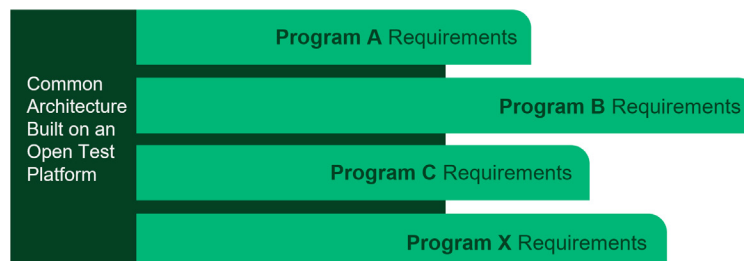 Common
Architecture
Built on an
Open Test
Platform
Program A Requirements
Program B Requirements
Program C Requirements
Program X Requirements